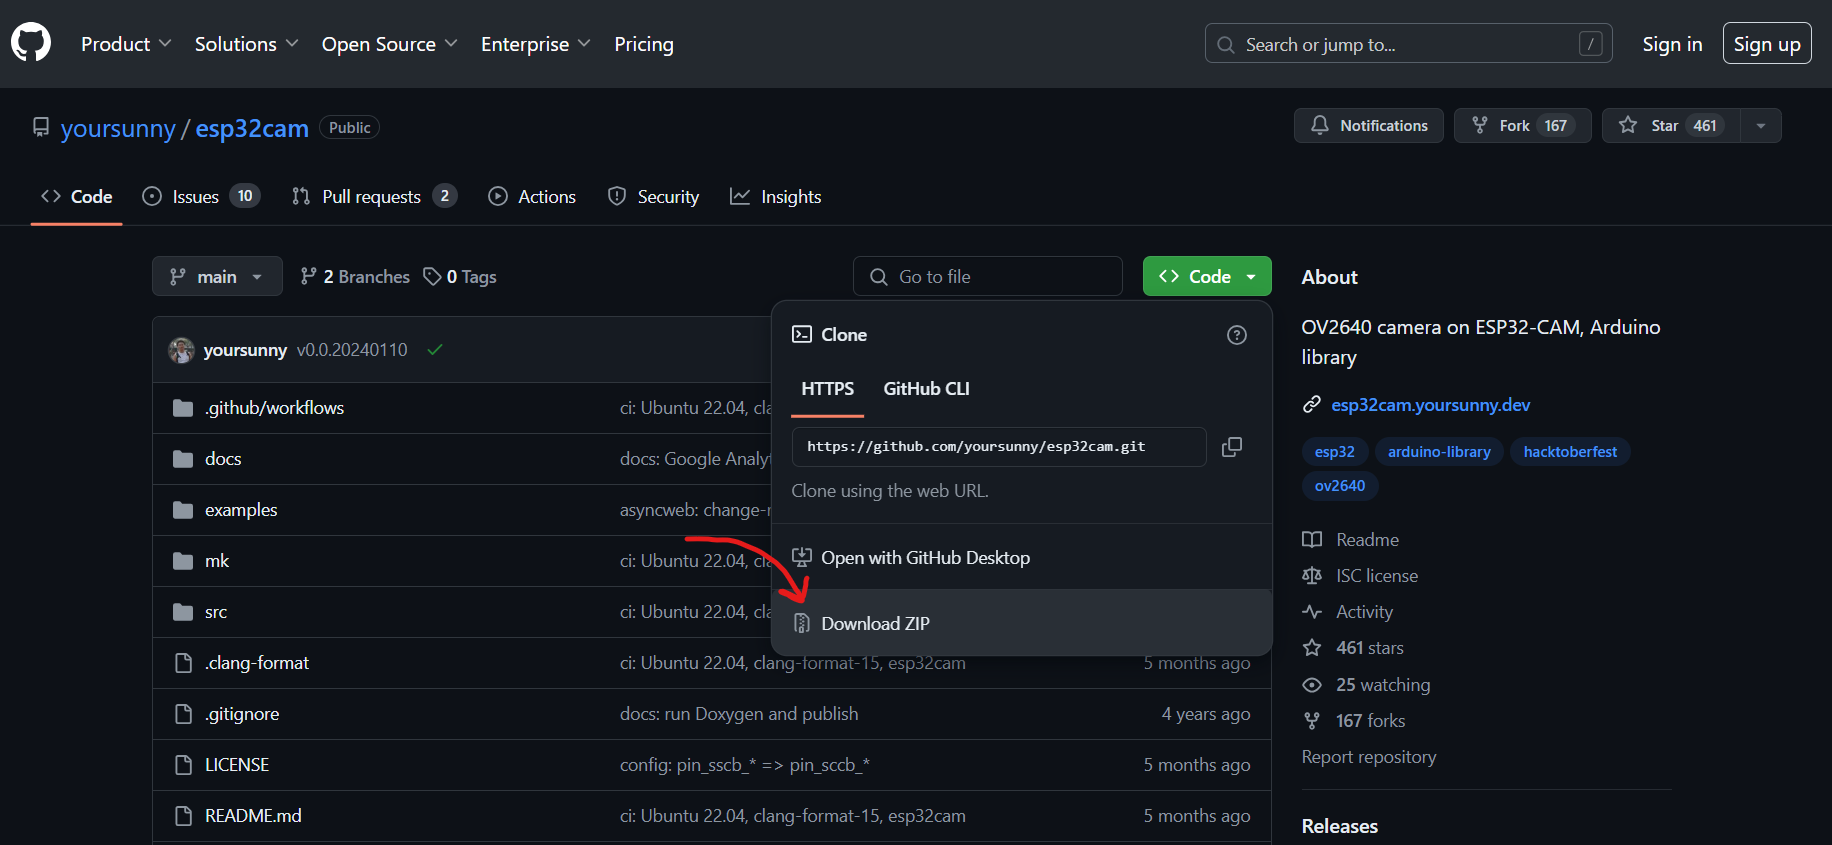 Product Solutions Open Source Enterprise Pricing Search or jump to... / Sign in Sign up
yoursunny / esp32cam Public Notifications Fork 167 Star 461
Code Issues 10 Pull requests 2 Actions Security Insights
main 2 Branches 0 Tags Go to file Code
Clone
HTTPS GitHub CLI
https://github.com/yoursunny/esp32cam.git
Clone using the web URL.
Open with GitHub Desktop
Download ZIP
yoursunny v0.0.20240110
.github/workflows ci: Ubuntu 22.04,
docs docs: Google
examples asyncweb:
mk ci: Ubuntu 22.04,
src ci: Ubuntu 22.04,
.clang-format ci: Ubuntu 22.04, clang-format-15, esp32cam 5 months ago
.gitignore docs: run Doxygen and publish 4 years ago
LICENSE config: pin_sscb_* => pin_sccb_* 5 months ago
README.md ci: Ubuntu 22.04, clang-format-15, esp32cam 5 months ago
About
OV2640 camera on ESP32-CAM, Arduino
library
esp32cam.yoursunny.dev
esp32 arduino-library hacktoberfest
ov2640
Readme
ISC license
Activity
461 stars
25 watching
167 forks
Report repository
Releases